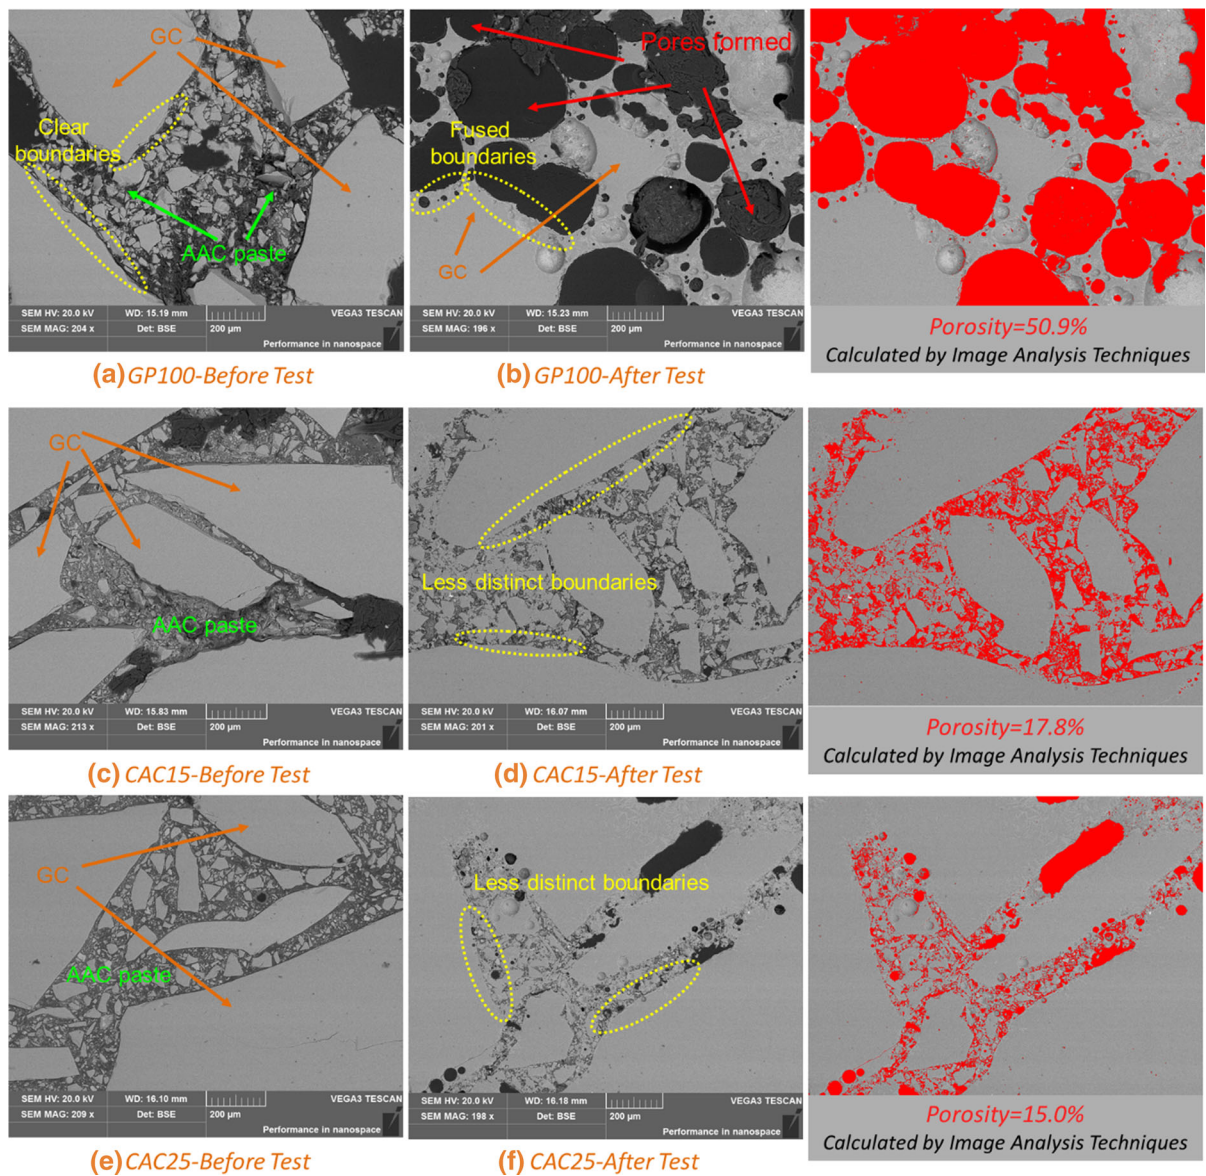 GC
Clear
boundaries
AAC paste
SEM HV: 20.0 kV WD: 15.19 mm VEGA3 TESCAN
SEM MAG: 204 x Det: BSE 200 µm
Performance in nanospace
(a) GP100-Before Test
Pores formed
Fused
boundaries
GC
SEM HV: 20.0 kV WD: 15.23 mm VEGA3 TESCAN
SEM MAG: 196 x Det: BSE 200 µm
Performance in nanospace
(b) GP100-After Test
Porosity=50.9%
Calculated by Image Analysis Techniques
GC
AAC paste
SEM HV: 20.0 kV WD: 15.83 mm VEGA3 TESCAN
SEM MAG: 213 x Det: BSE 200 µm
Performance in nanospace
(c) CAC15-Before Test
Less distinct boundaries
SEM HV: 20.0 kV WD: 16.07 mm VEGA3 TESCAN
SEM MAG: 201 x Det: BSE 200 µm
Performance in nanospace
(d) CAC15-After Test
Porosity=17.8%
Calculated by Image Analysis Techniques
GC
AAC paste
SEM HV: 20.0 kV WD: 16.10 mm VEGA3 TESCAN
SEM MAG: 209 x Det: BSE 200 µm
Performance in nanospace
(e) CAC25-Before Test
Less distinct boundaries
SEM HV: 20.0 kV WD: 16.18 mm VEGA3 TESCAN
SEM MAG: 198 x Det: BSE 200 µm
Performance in nanospace
(f) CAC25-After Test
Porosity=15.0%
Calculated by Image Analysis Techniques